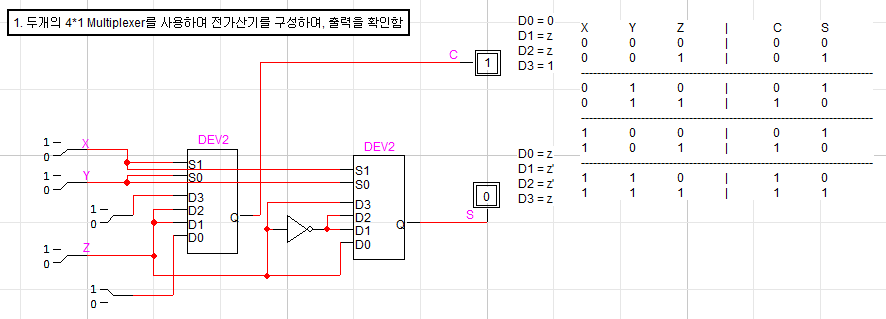 1. 두개의 4*1 Multiplexer를 사용하며 전가산기를 구성하며, 출력을 확인함
D0 = 0
D1 = z
D2 = z
D3 = 1
X Y Z | C S
0 0 0 | 0 0
0 0 1 | 0 1
0 1 0 | 0 1
0 1 1 | 1 0
1 0 0 | 0 1
1 0 1 | 1 0
1 1 0 | 1 0
1 1 1 | 1 1
D0 = z
D1 = z'
D2 = z'
D3 = z
C
1
DEV2
S1
S0
D3
D2
D1
D0
Q
DEV2
S1
S0
D3
D2
D1
D0
Q
S
0
X
1
0
Y
1
0
1
0
Z
1
0
1
0